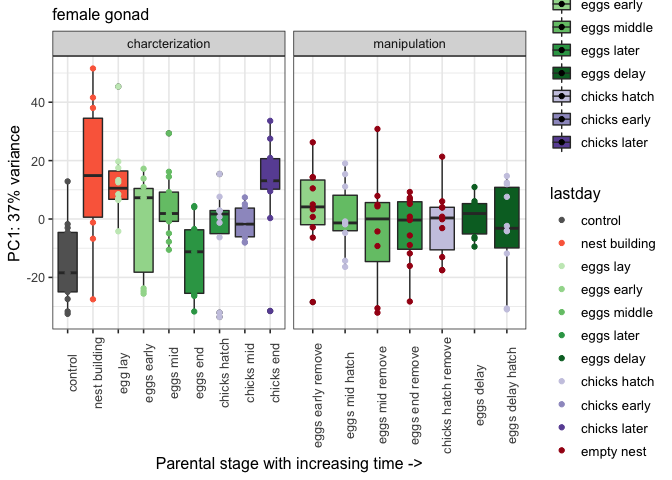 female gonad
charcterization
manipulation
PC1: 37% variance
40
20
0
-20
control
nest building
egg lay
eggs early
eggs mid
eggs end
chicks hatch
chicks mid
chicks end
eggs early remove
eggs mid hatch
eggs mid remove
eggs end remove
chicks hatch remove
eggs delay
eggs delay hatch
Parental stage with increasing time ->
eggs early
eggs middle
eggs later
eggs delay
chicks hatch
chicks early
chicks later
lastday
control
nest building
eggs lay
eggs early
eggs middle
eggs later
eggs delay
chicks hatch
chicks early
chicks later
empty nest